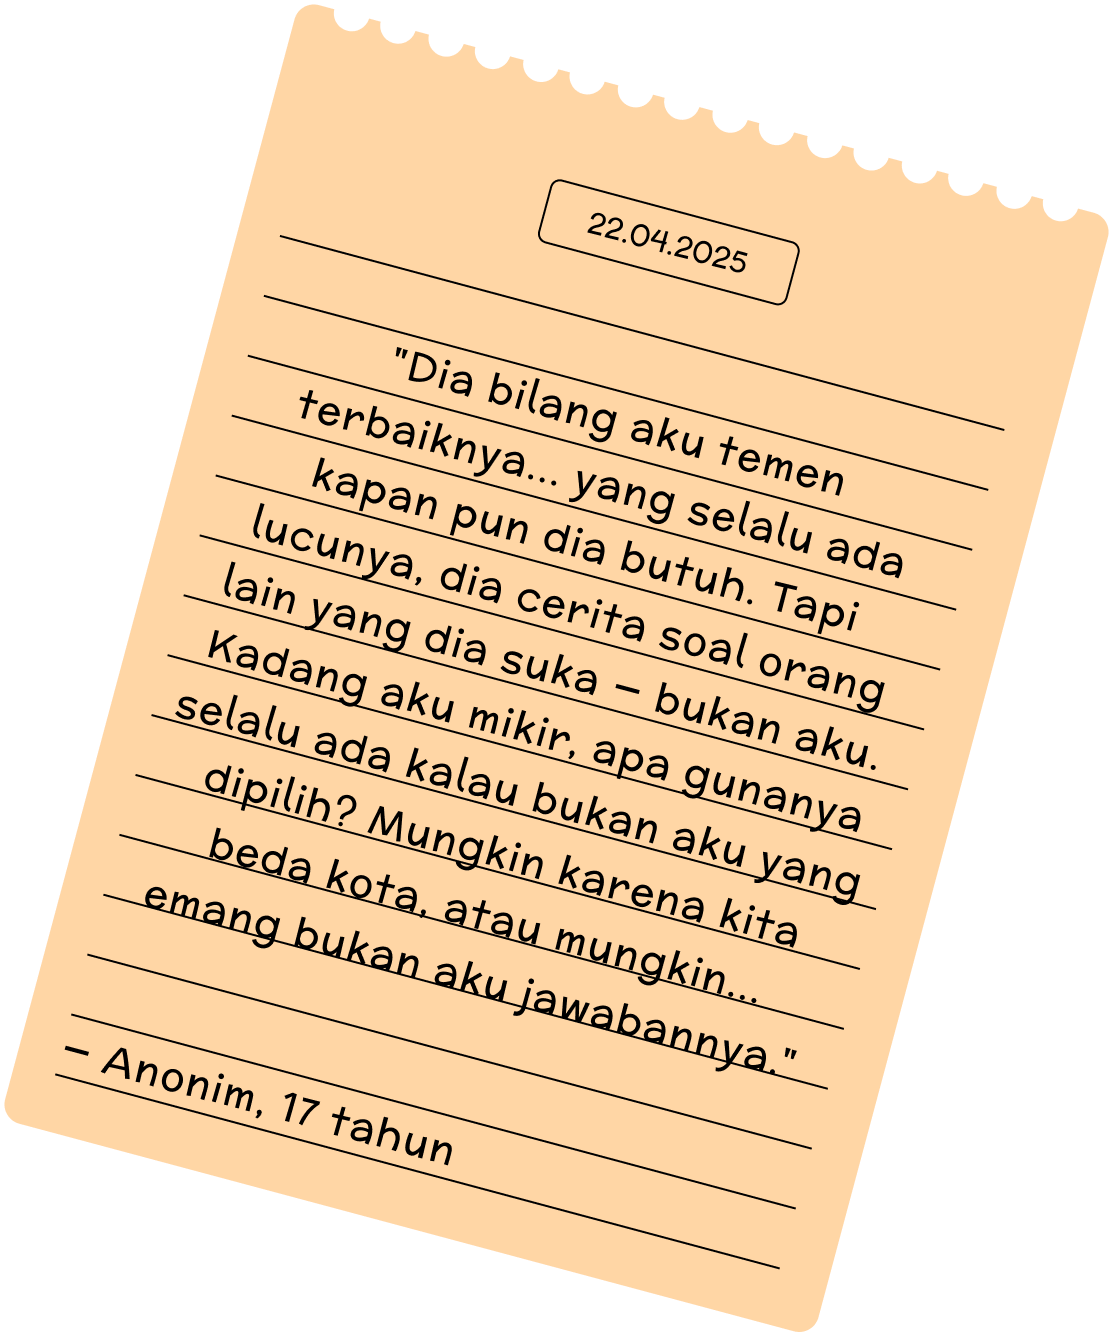 22.04.2025
"Dia bilang aku temen
terbaiknya... yang selalu ada
kapan pun dia butuh. Tapi
lucunya, dia cerita soal orang
lain yang dia suka – bukan aku.
Kadang aku mikir, apa gunanya
selalu ada kalau bukan aku yang
dipilih? Mungkin karena kita
beda kota, atau mungkin...
emang bukan aku jawabannya."
– Anonim, 17 tahun